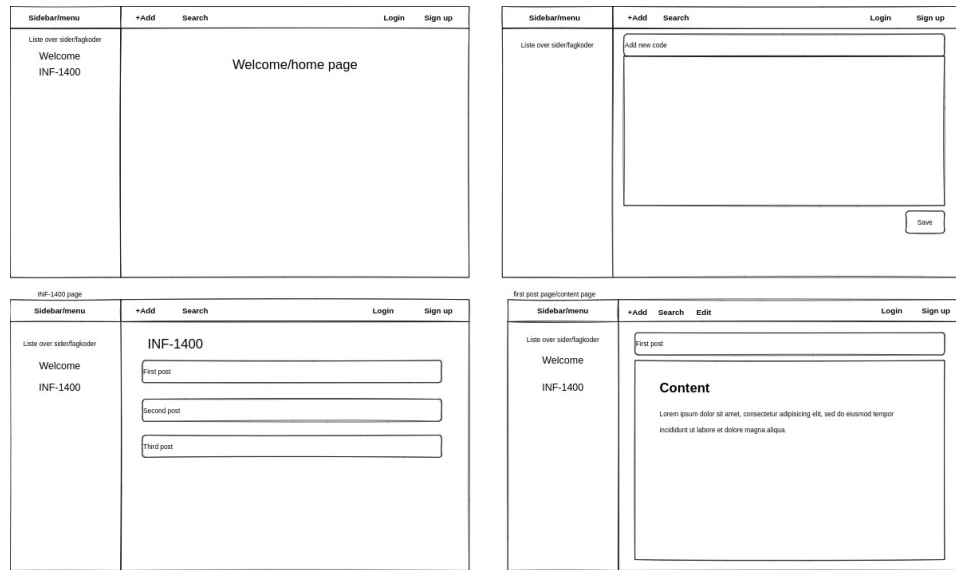 Sidebar/menu +Add Search Login Sign up
Liste over sider/fagkoder
Welcome
INF-1400
Welcome/home page
Sidebar/menu +Add Search Login Sign up
Liste over sider/fagkoder
Add new code
Save
INF-1400 page
Sidebar/menu +Add Search Login Sign up
Liste over sider/fagkoder
Welcome
INF-1400
INF-1400
First post
Second post
Third post
first post page/content page
Sidebar/menu +Add Search Edit Login Sign up
Liste over sider/fagkoder
Welcome
INF-1400
First post
Content
Lorem ipsum dolor sit amet, consectetur adipisicing elit, sed do eiusmod tempor
incididunt ut labore et dolore magna aliqua.